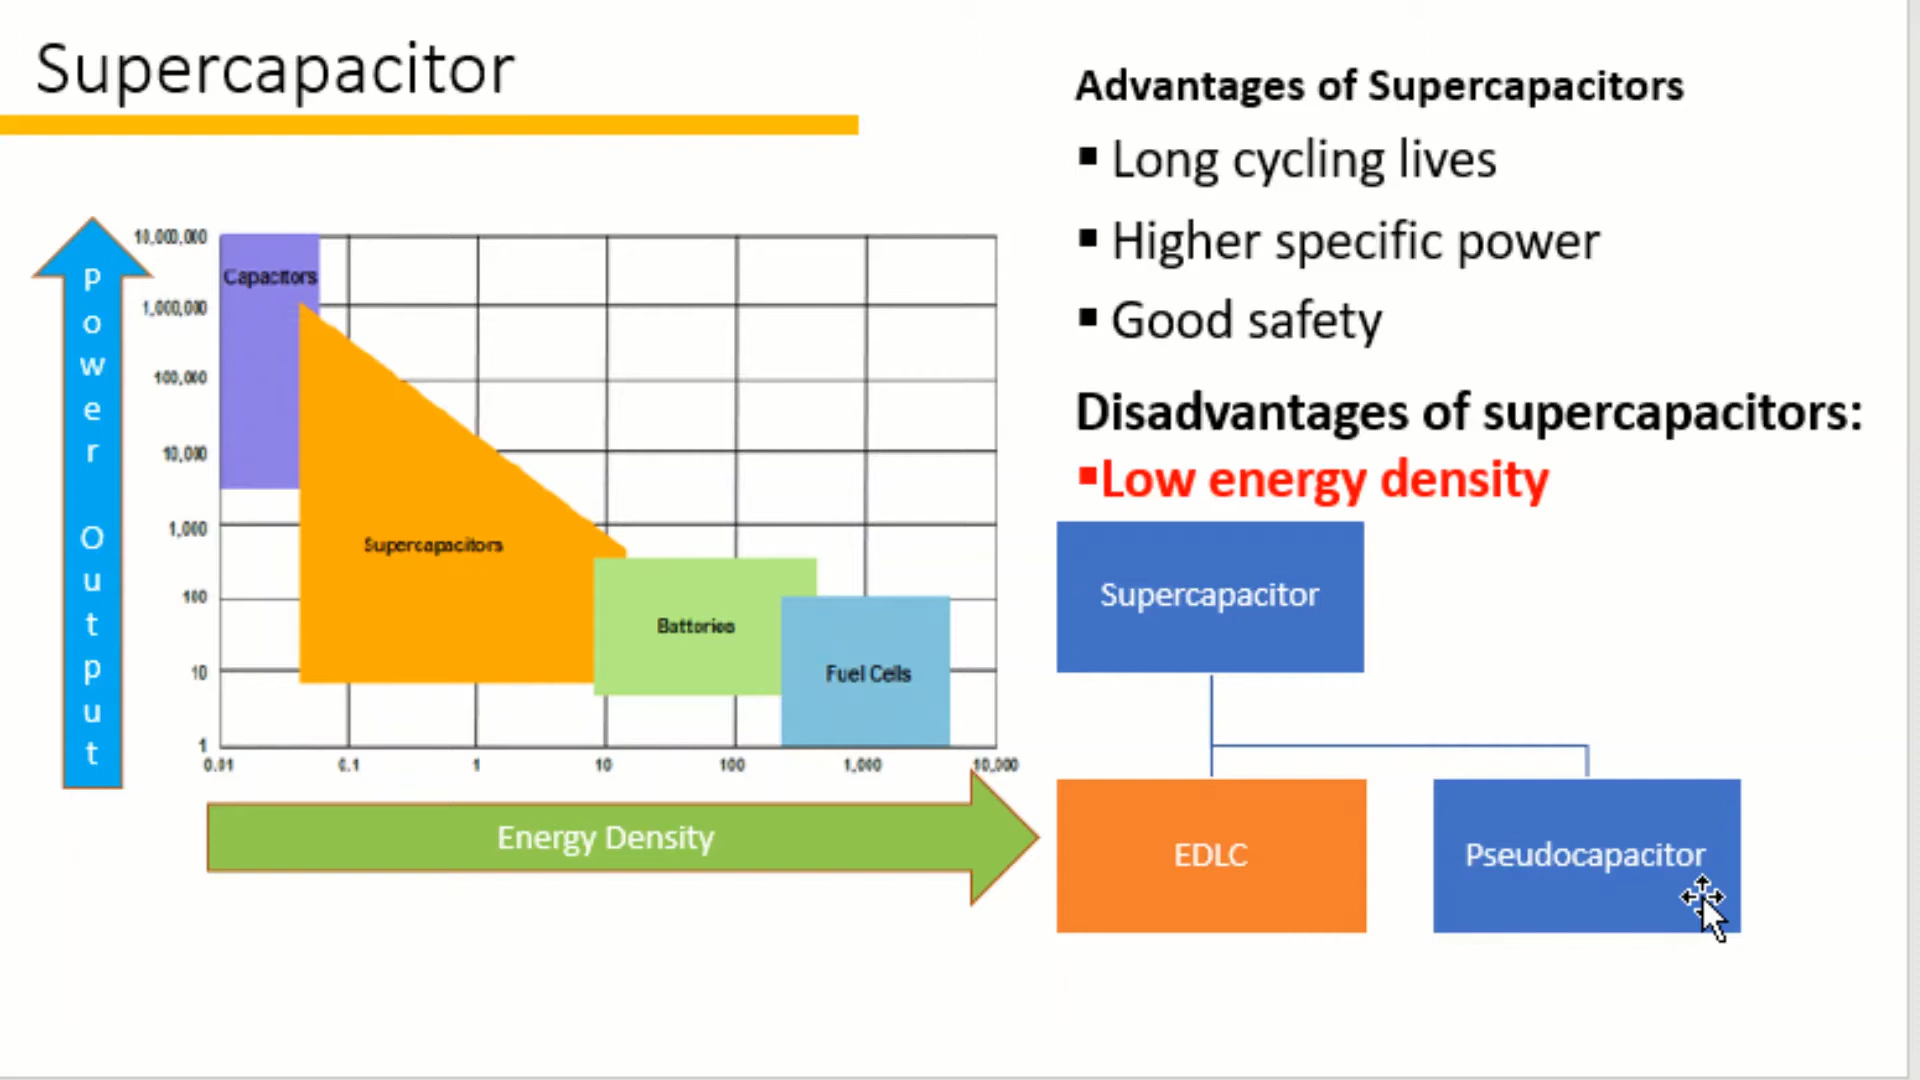 Supercapacitor
Power Output
10,000,000
1,000,000
100,000
10,000
1,000
100
10
1
0.01 0.1 1 10 100 1,000 10,000
Capacitors
Supercapacitors
Batteries
Fuel Cells
Energy Density
Advantages of Supercapacitors
▪ Long cycling lives
▪ Higher specific power
▪ Good safety
Disadvantages of supercapacitors:
▪Low energy density
Supercapacitor
EDLC
Pseudocapacitor